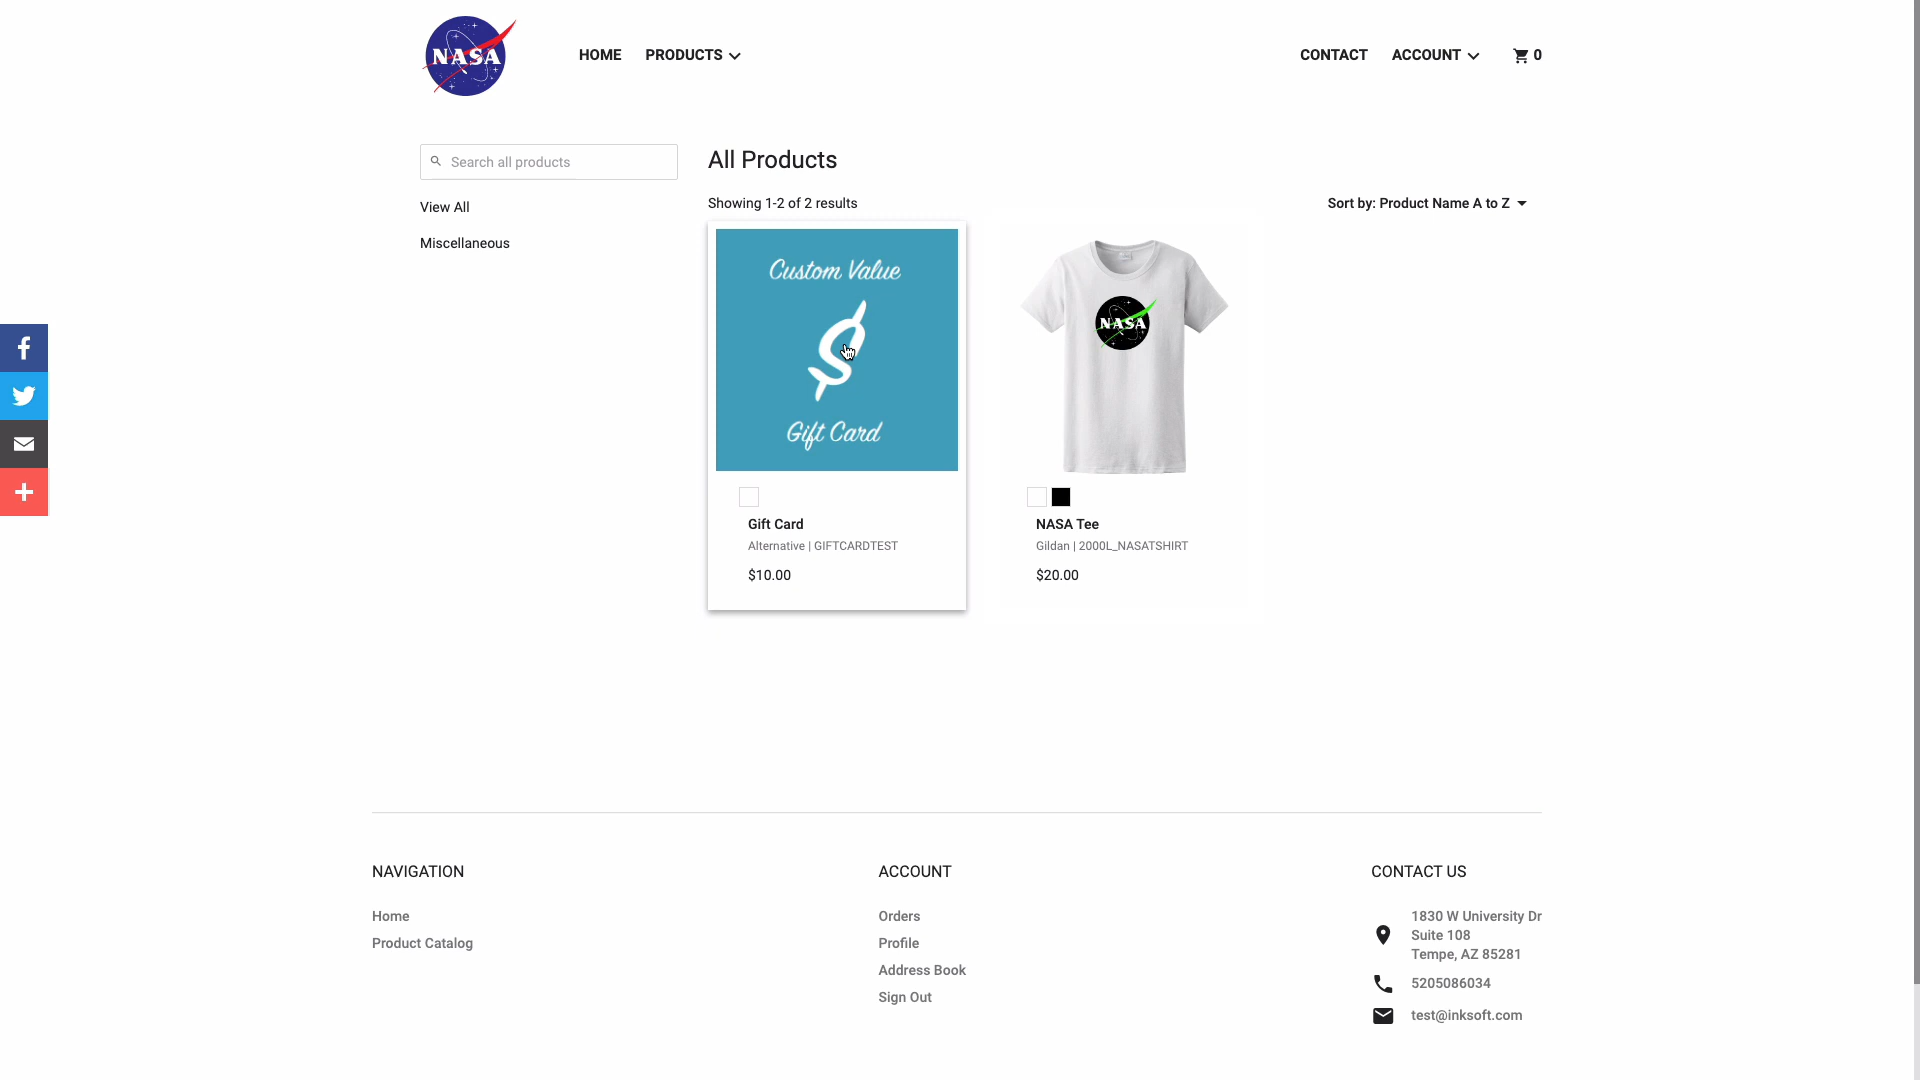 NASA
HOME
PRODUCTS
CONTACT
ACCOUNT
0
Search all products
View All
Miscellaneous
All Products
Showing 1-2 of 2 results
Sort by: Product Name A to Z
Custom Value
$
Gift Card
Gift Card
Alternative | GIFTCARDTEST
$10.00
NASA
NASA Tee
Gildan | 2000L_NASATSHIRT
$20.00
NAVIGATION
Home
Product Catalog
ACCOUNT
Orders
Profile
Address Book
Sign Out
CONTACT US
1830 W University Dr
Suite 108
Tempe, AZ 85281
5205086034
test@inksoft.com